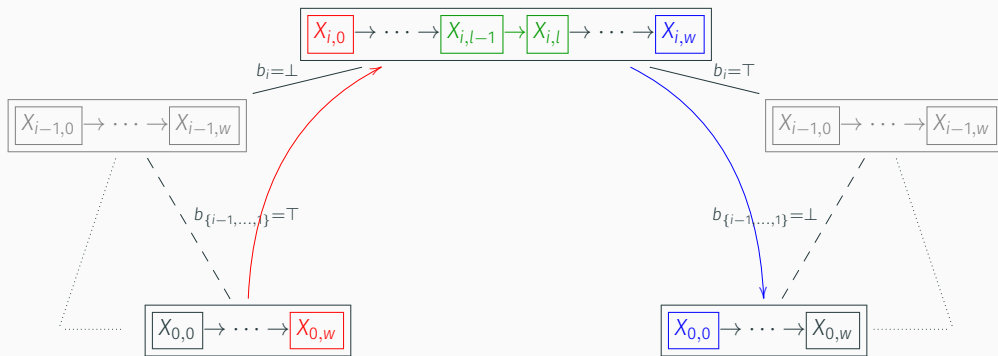 X_{i,0} → ⋯ → X_{i,l−1} → X_{i,l} → ⋯ → X_{i,w}
b_i=⊥
b_i=⊤
X_{i−1,0} → ⋯ → X_{i−1,w}
X_{i−1,0} → ⋯ → X_{i−1,w}
b_{{i−1,...,1}}=⊤
b_{{i−1,...,1}}=⊥
X_{0,0} → ⋯ → X_{0,w}
X_{0,0} → ⋯ → X_{0,w}